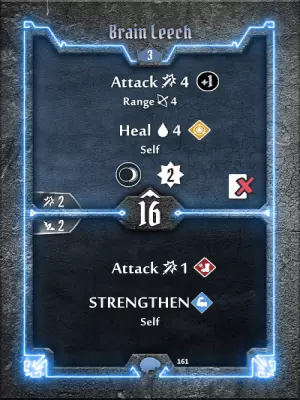 Brain Leech
3
Attack 4 +1
Range 4
Heal 4
Self
2
2
16
2
Attack 1
STRENGTHEN
Self
161